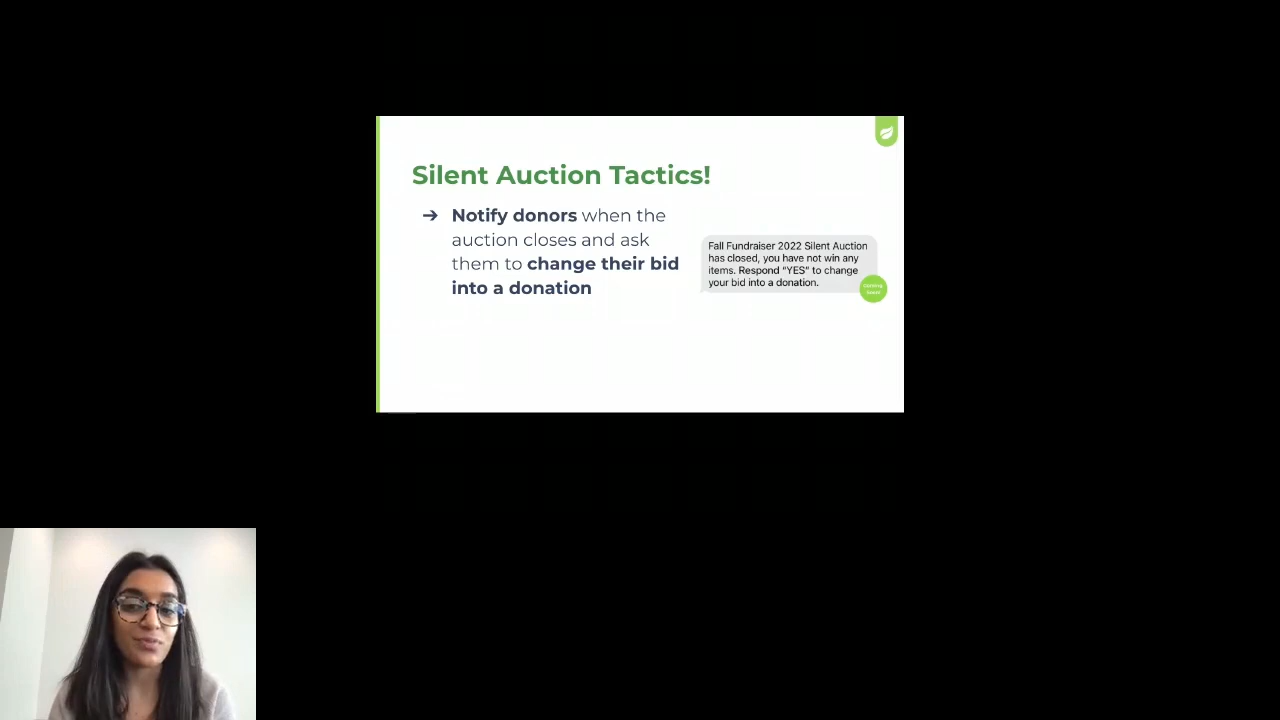 Silent Auction Tactics!
➔ Notify donors when the
auction closes and ask
them to change their bid
into a donation
Fall Fundraiser 2022 Silent Auction
has closed, you have not win any
items. Respond “YES” to change
your bid into a donation.
Coming
Soon!